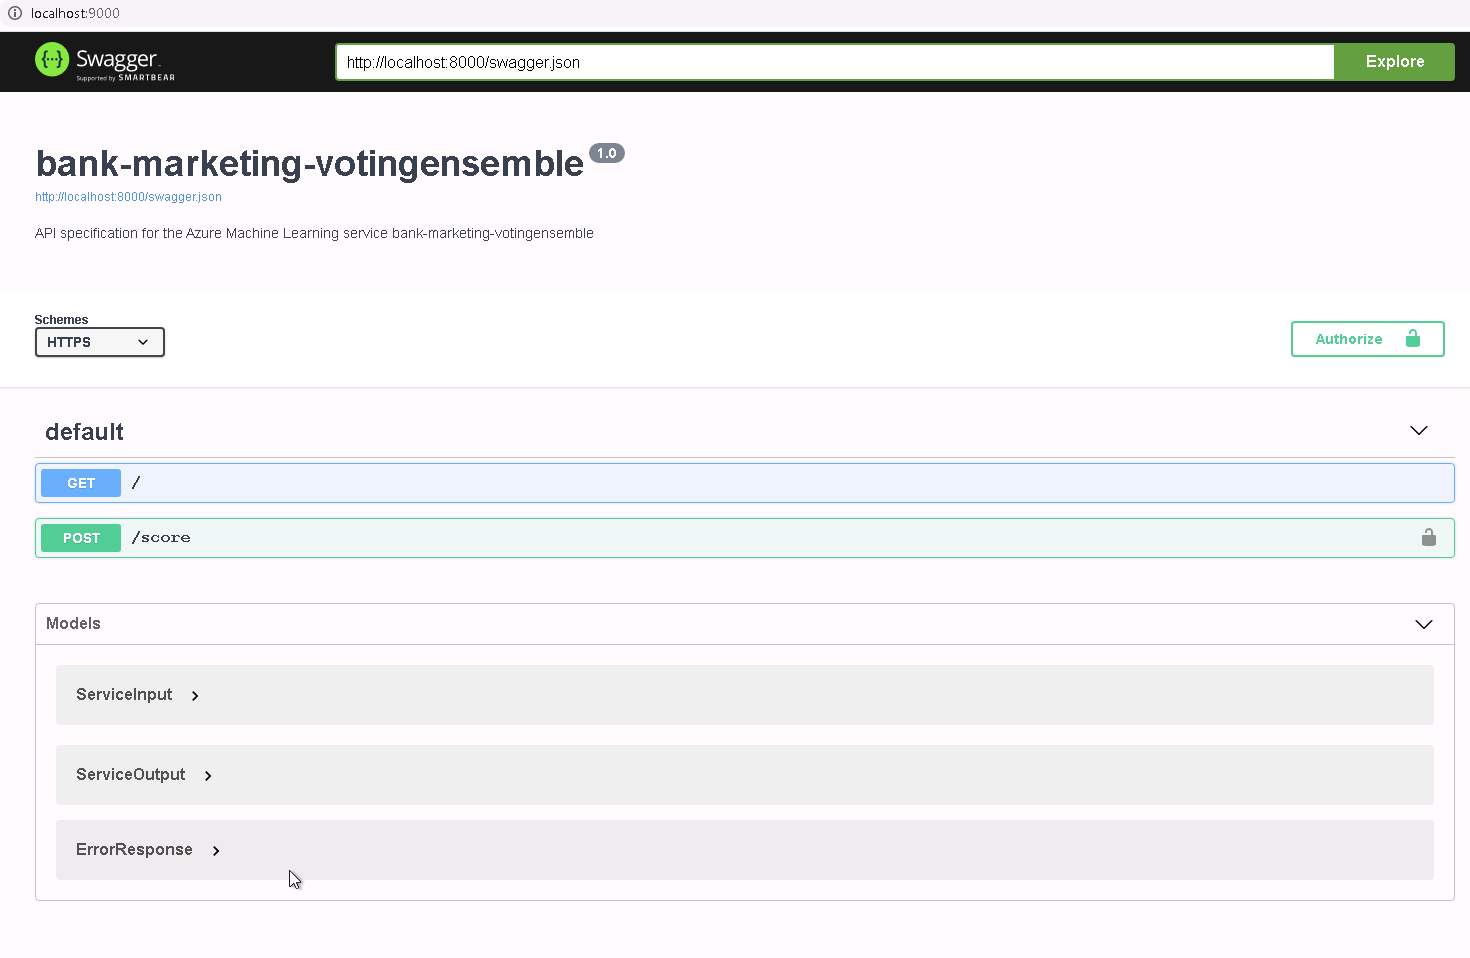 localhost:9000
{···} Swagger
Supported by SMARTBEAR
http://localhost:8000/swagger.json
Explore
bank-marketing-votingensemble 1.0
http://localhost:8000/swagger.json
API specification for the Azure Machine Learning service bank-marketing-votingensemble
Schemes
HTTPS
Authorize
default
GET /
POST /score
Models
ServiceInput
ServiceOutput
ErrorResponse